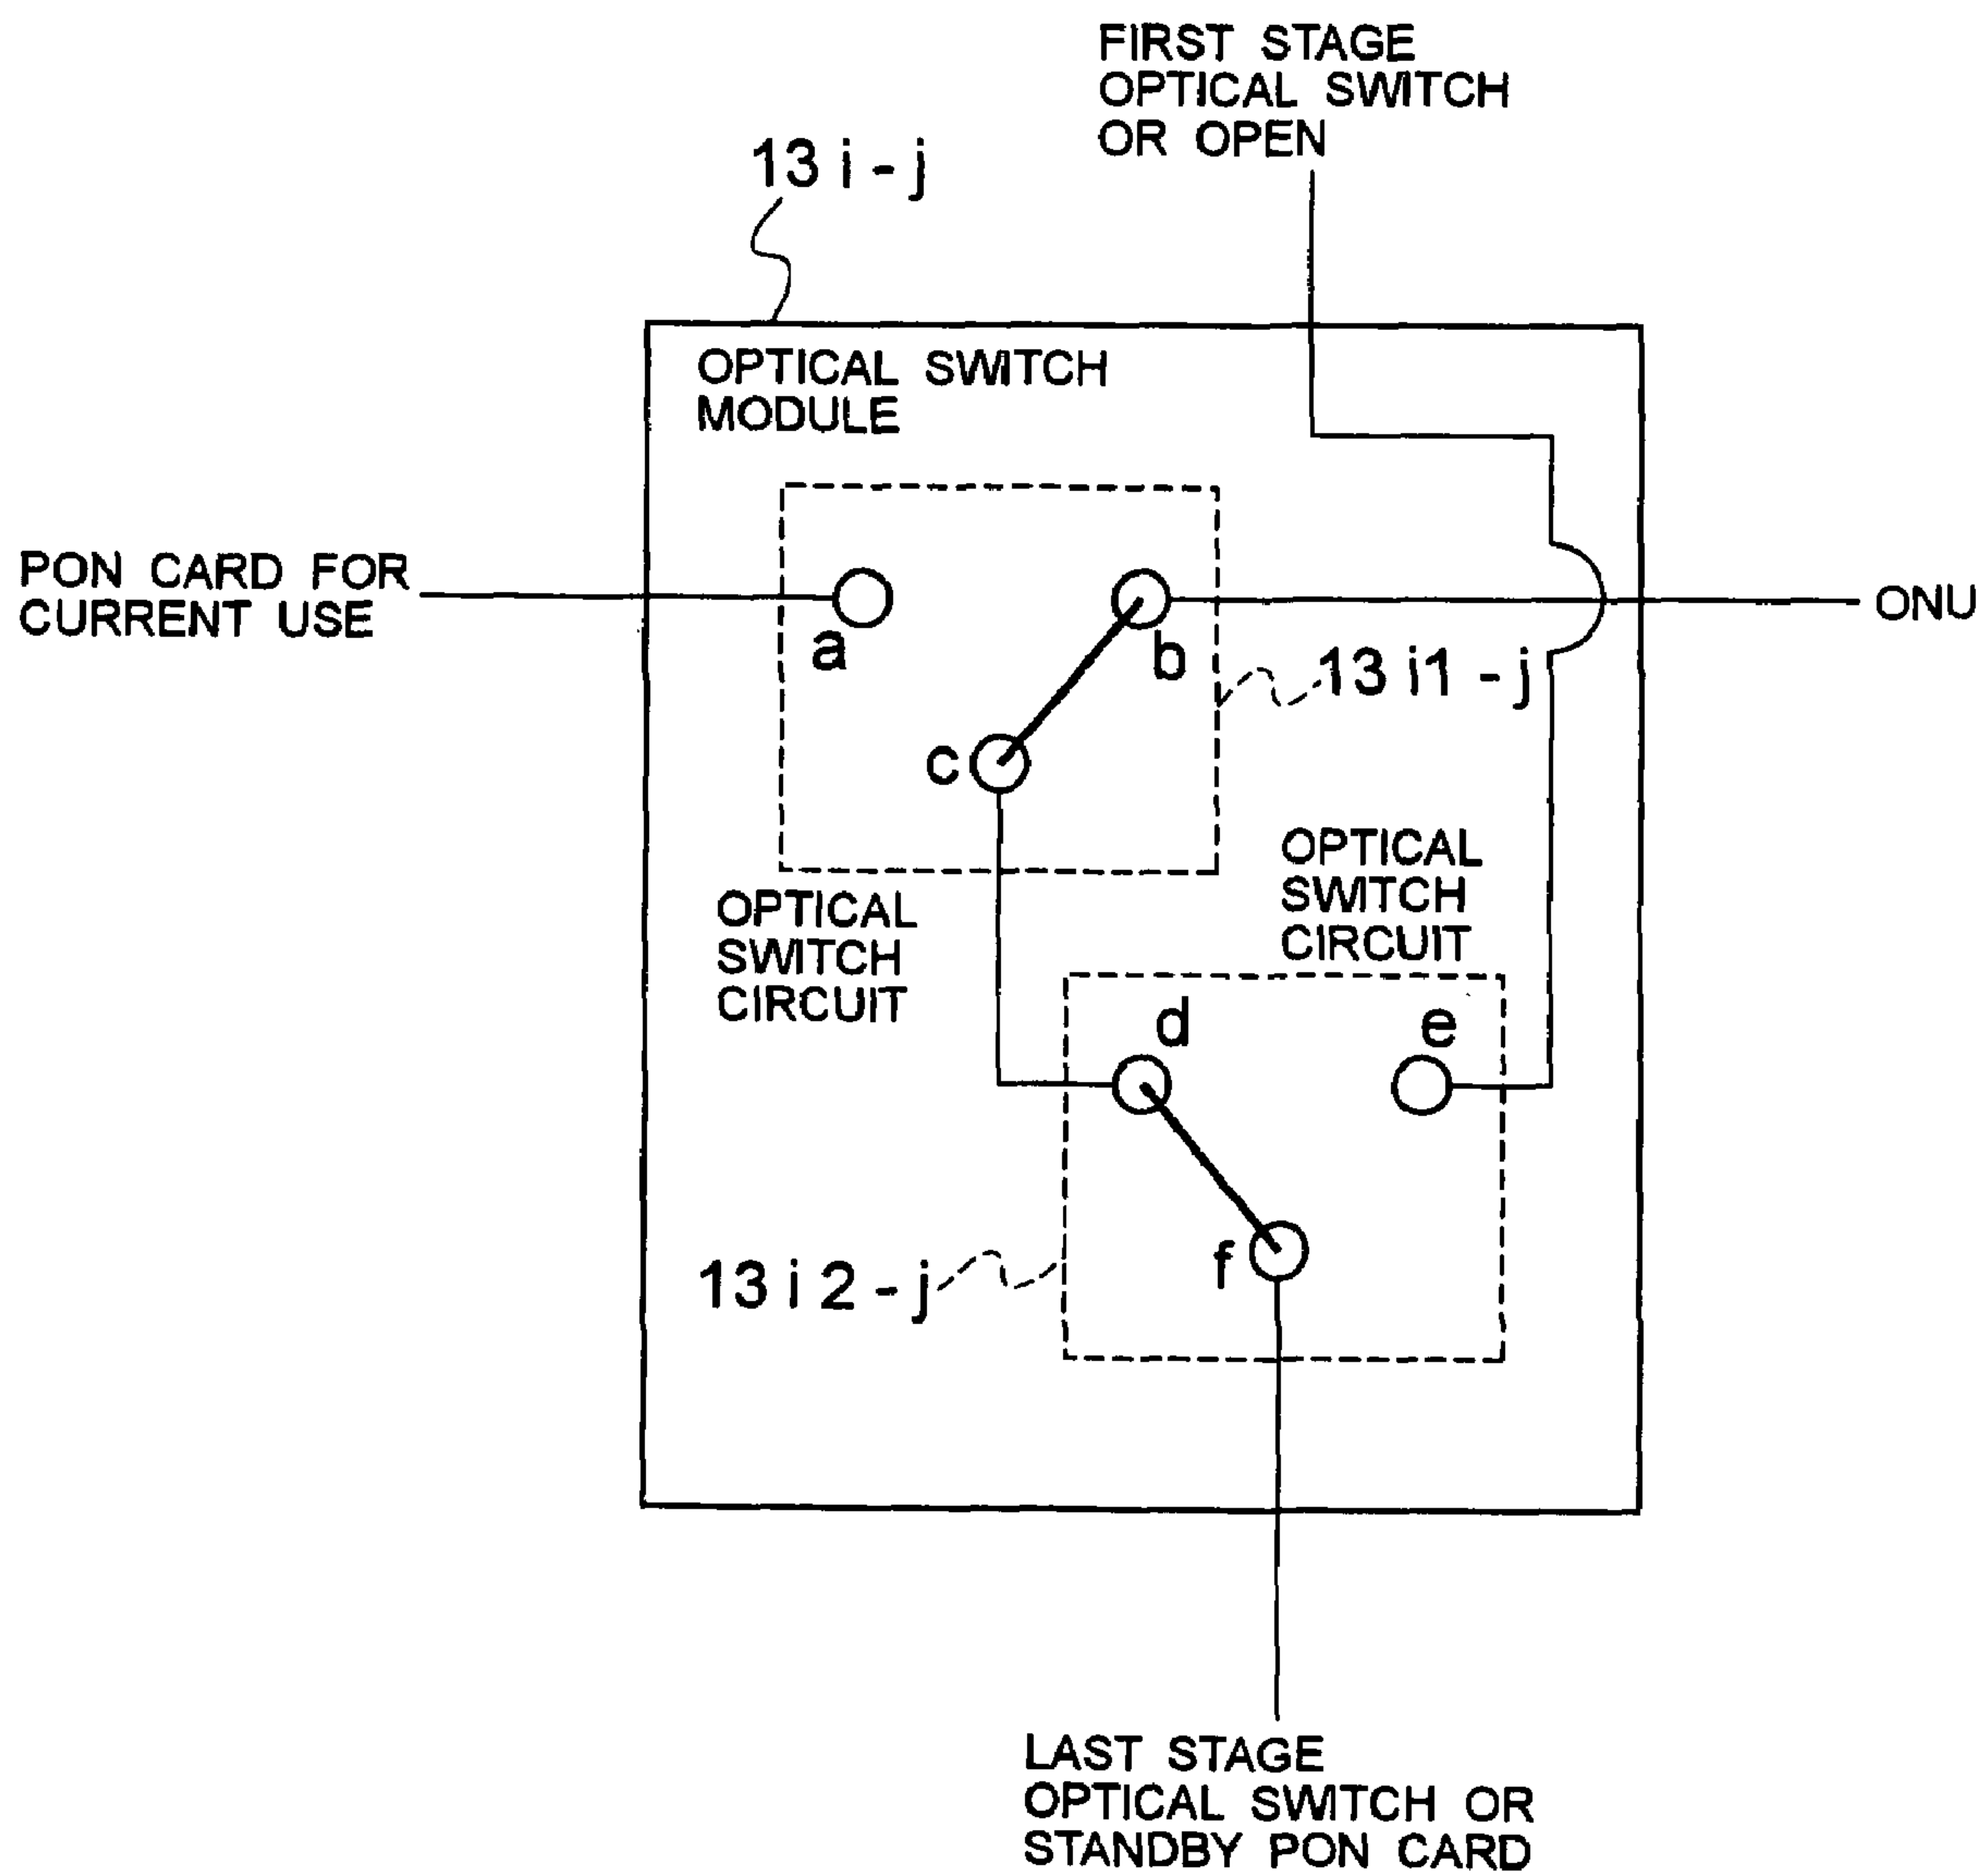 FIRST STAGE
OPTICAL SWITCH
OR OPEN
13 i - j
OPTICAL SWITCH
MODULE
PON CARD FOR
CURRENT USE
a
b
ONU
13 i1 - j
c
OPTICAL
SWITCH
CIRCUIT
OPTICAL
SWITCH
CIRCUIT
d
e
13 i 2 - j
f
LAST STAGE
OPTICAL SWITCH OR
STANDBY PON CARD